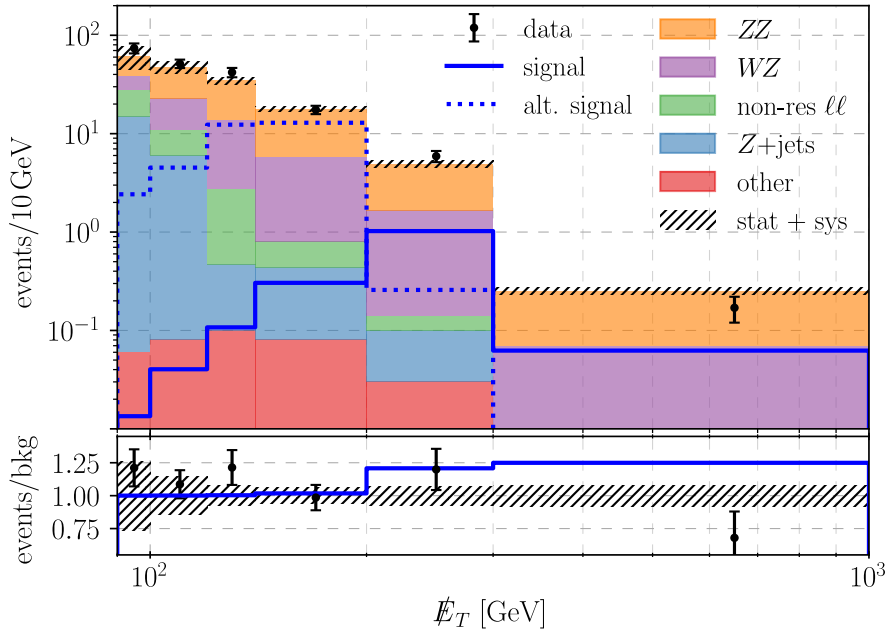 10² 10¹ 10⁰ 10⁻¹
events/10 GeV
data
signal
alt. signal
ZZ
WZ
non-res ℓℓ
Z+jets
other
stat + sys
1.25
1.00
0.75
events/bkg
10² 10³
E̸_T [GeV]